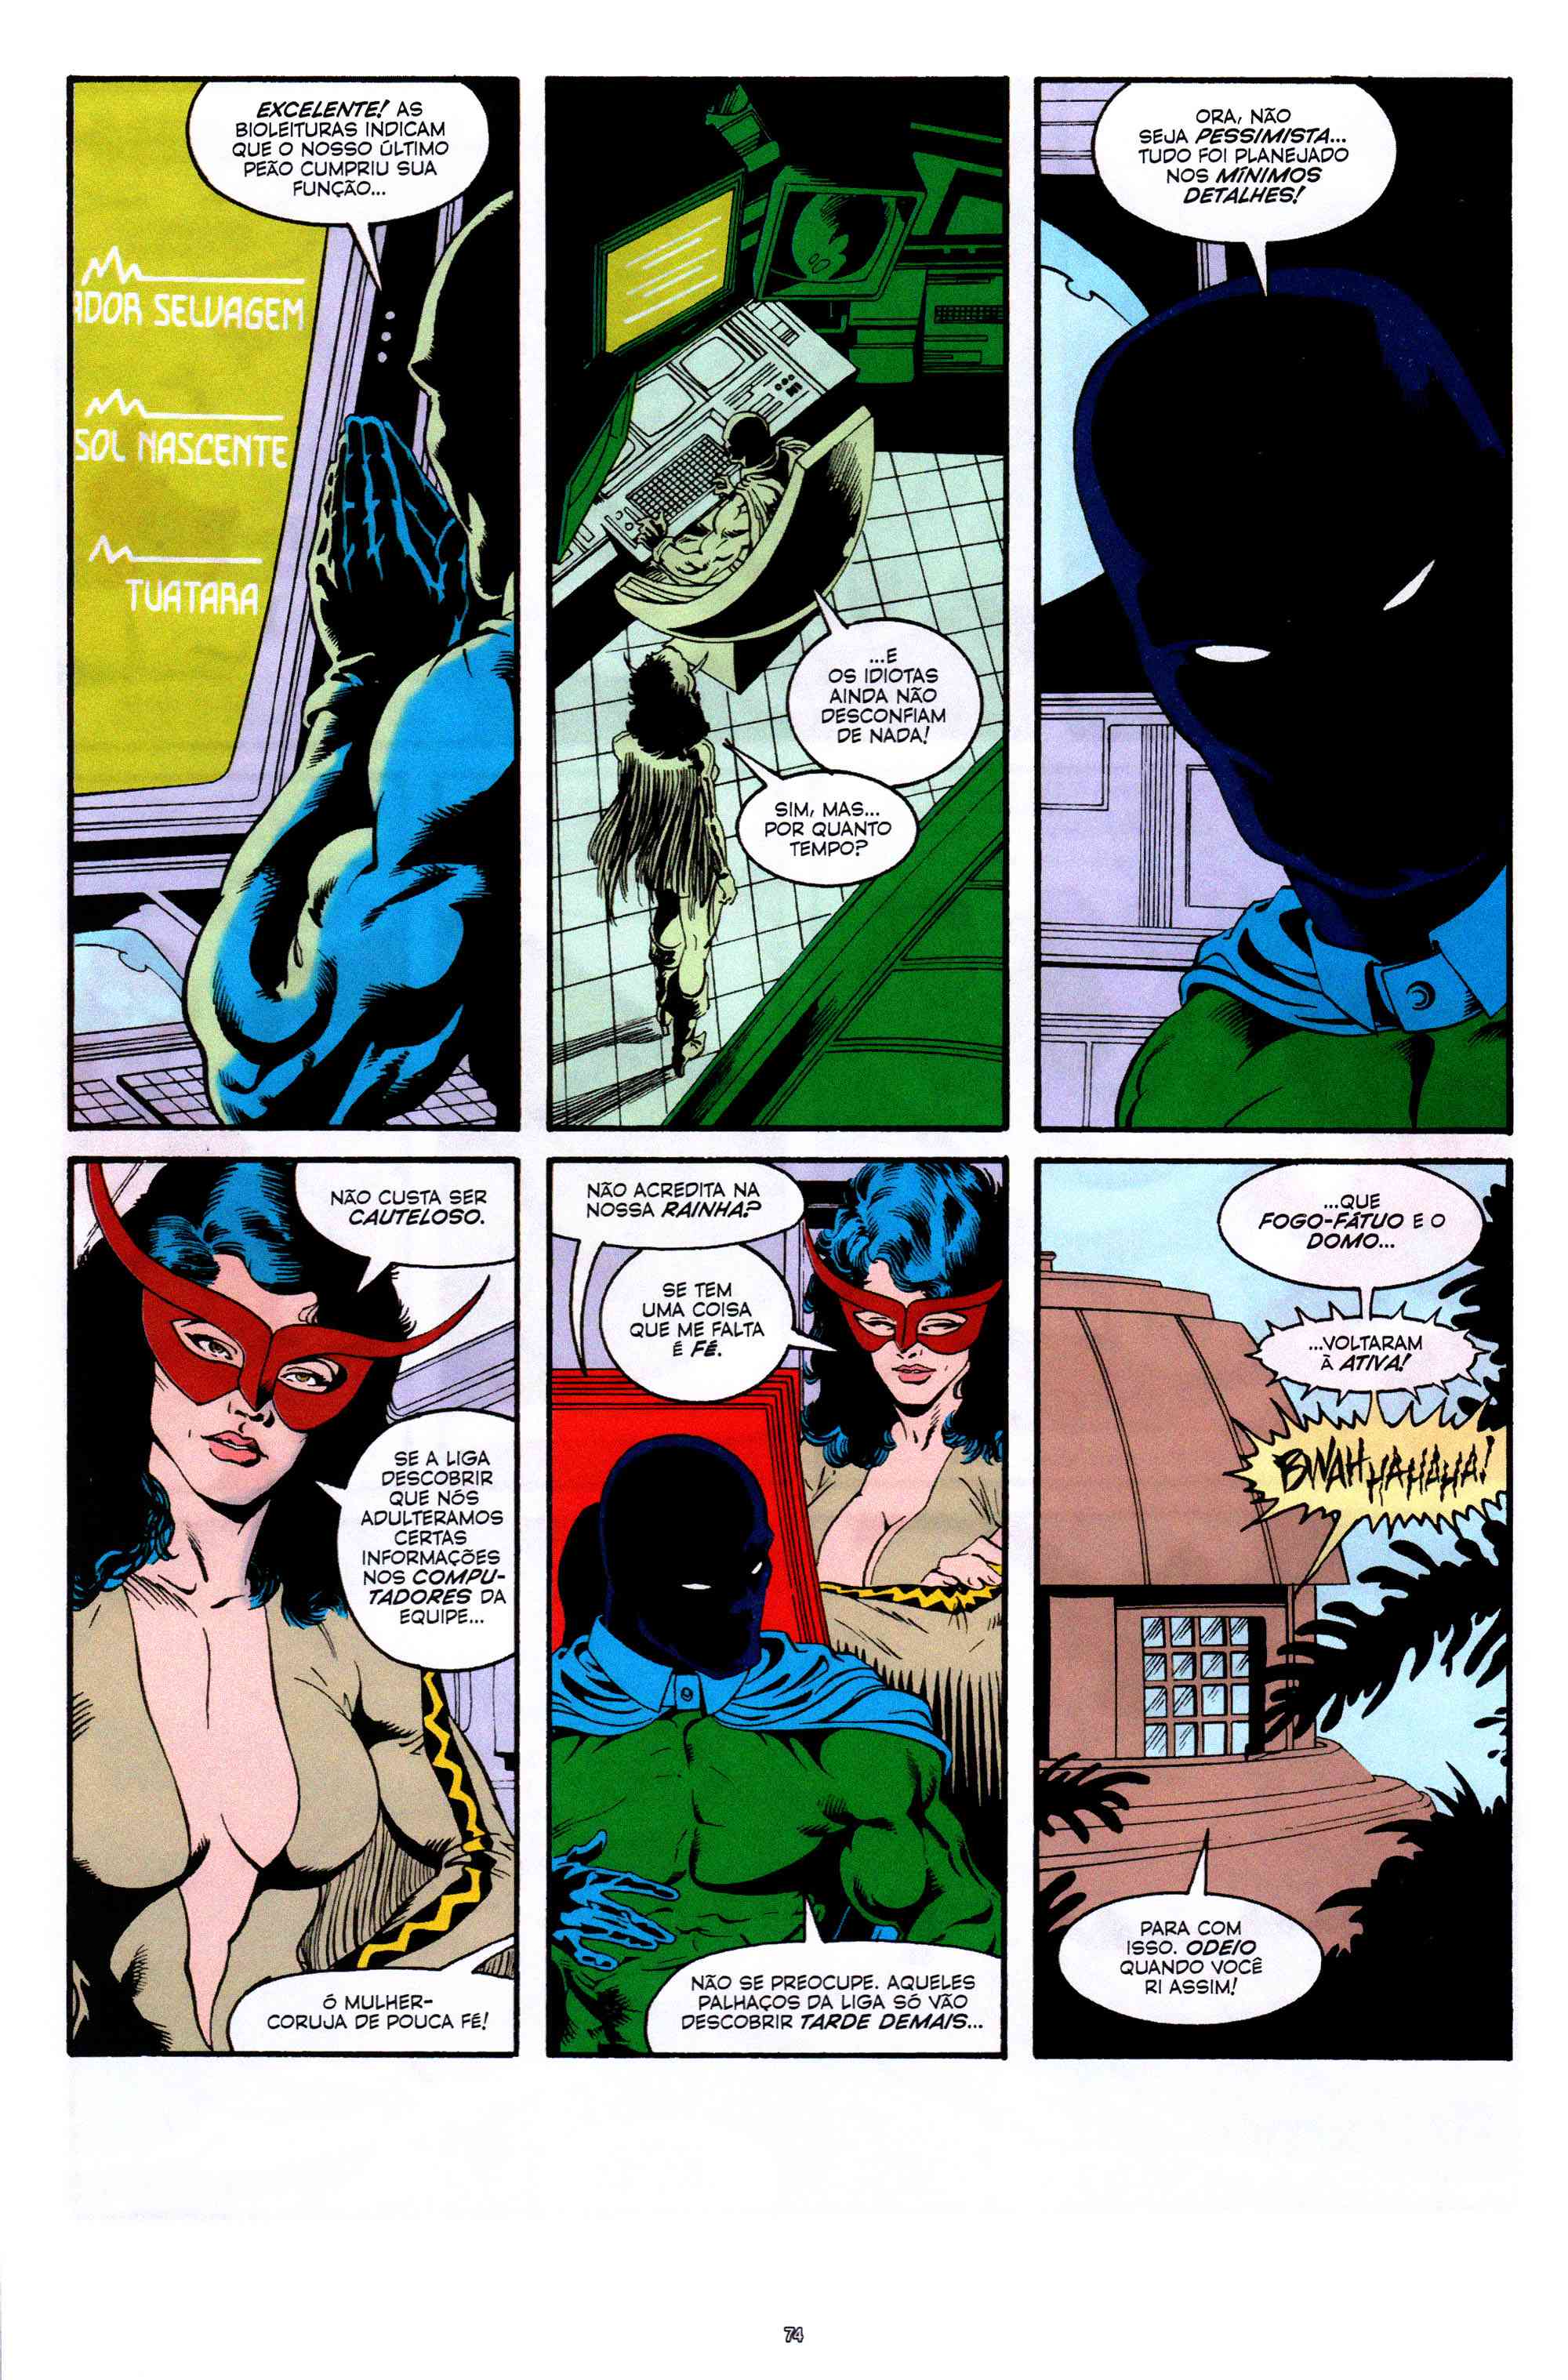 EXCELENTE! AS
BIOLEITURAS INDICAM
QUE O NOSSO ÚLTIMO
PEÃO CUMPRIU SUA
FUNÇÃO...
ADOR SELVAGEM
SOL NASCENTE
TUATARA
...E
OS IDIOTAS
AINDA NÃO
DESCONFIAM
DE NADA!
SIM, MAS...
POR QUANTO
TEMPO?
ORA, NÃO
SEJA PESSIMISTA...
TUDO FOI PLANEJADO
NOS MÍNIMOS
DETALHES!
NÃO CUSTA SER
CAUTELOSO.
SE A LIGA
DESCOBRIR
QUE NÓS
ADULTERAMOS
CERTAS
INFORMAÇÕES
NOS COMPU-
TADORES DA
EQUIPE...
Ó MULHER-
CORUJA DE POUCA FÉ!
NÃO ACREDITA NA
NOSSA RAINHA?
SE TEM
UMA COISA
QUE ME FALTA
É FÉ.
NÃO SE PREOCUPE. AQUELES
PALHAÇOS DA LIGA SÓ VÃO
DESCOBRIR TARDE DEMAIS...
...QUE
FOGO-FÁTUO E O
DOMO...
...VOLTARAM
À ATIVA!
BWAH HAHAHA!
PARA COM
ISSO. ODEIO
QUANDO VOCÊ
RI ASSIM!
74